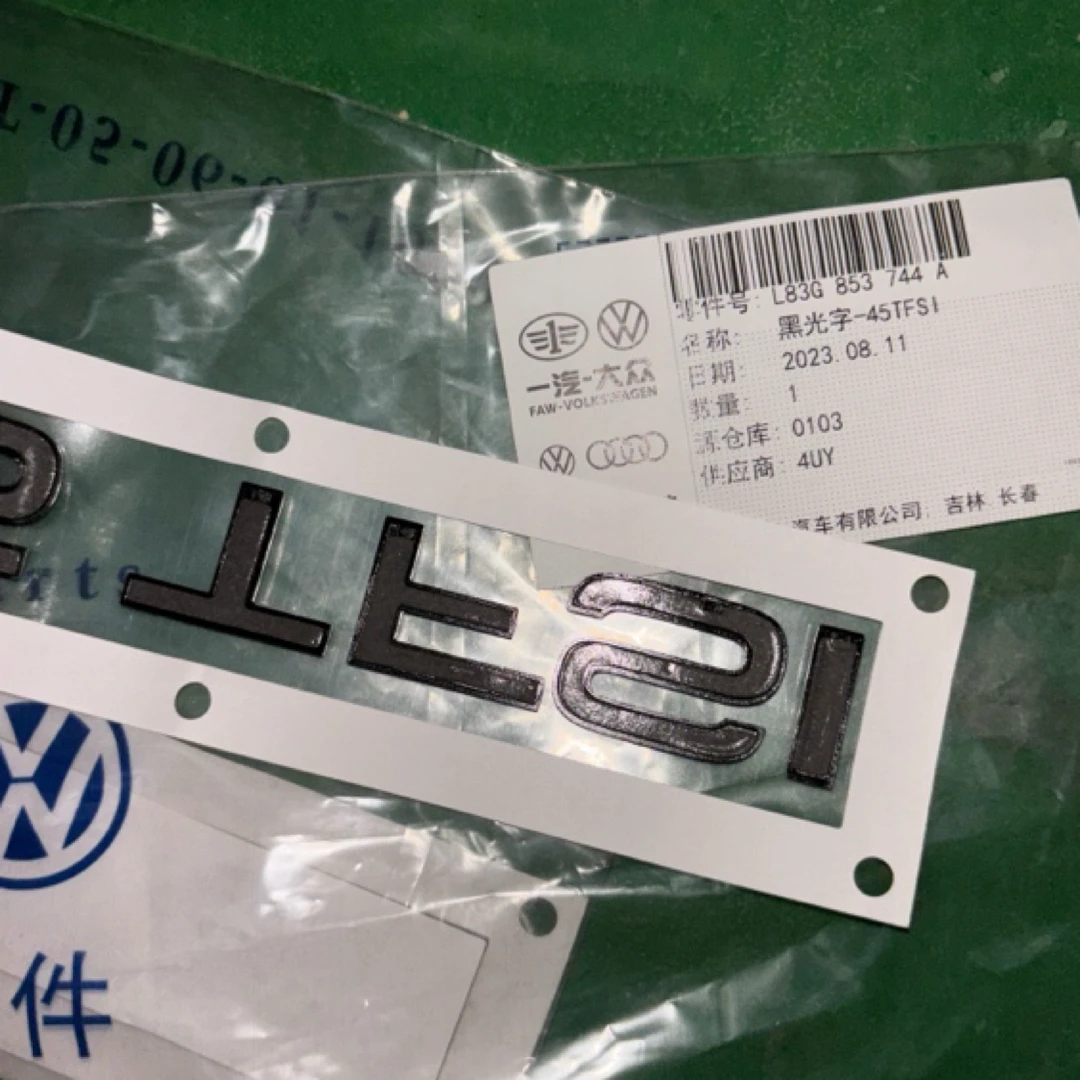 零件号: L83G 853 744 A
名称: 黑光字-45TFSI
日期: 2023.08.11
数量: 1
源仓库: 0103
供应商: 4UY
汽车有限公司: 吉林 长春
一汽-大众
FAW-VOLKSWAGEN
TFSI
rts
件